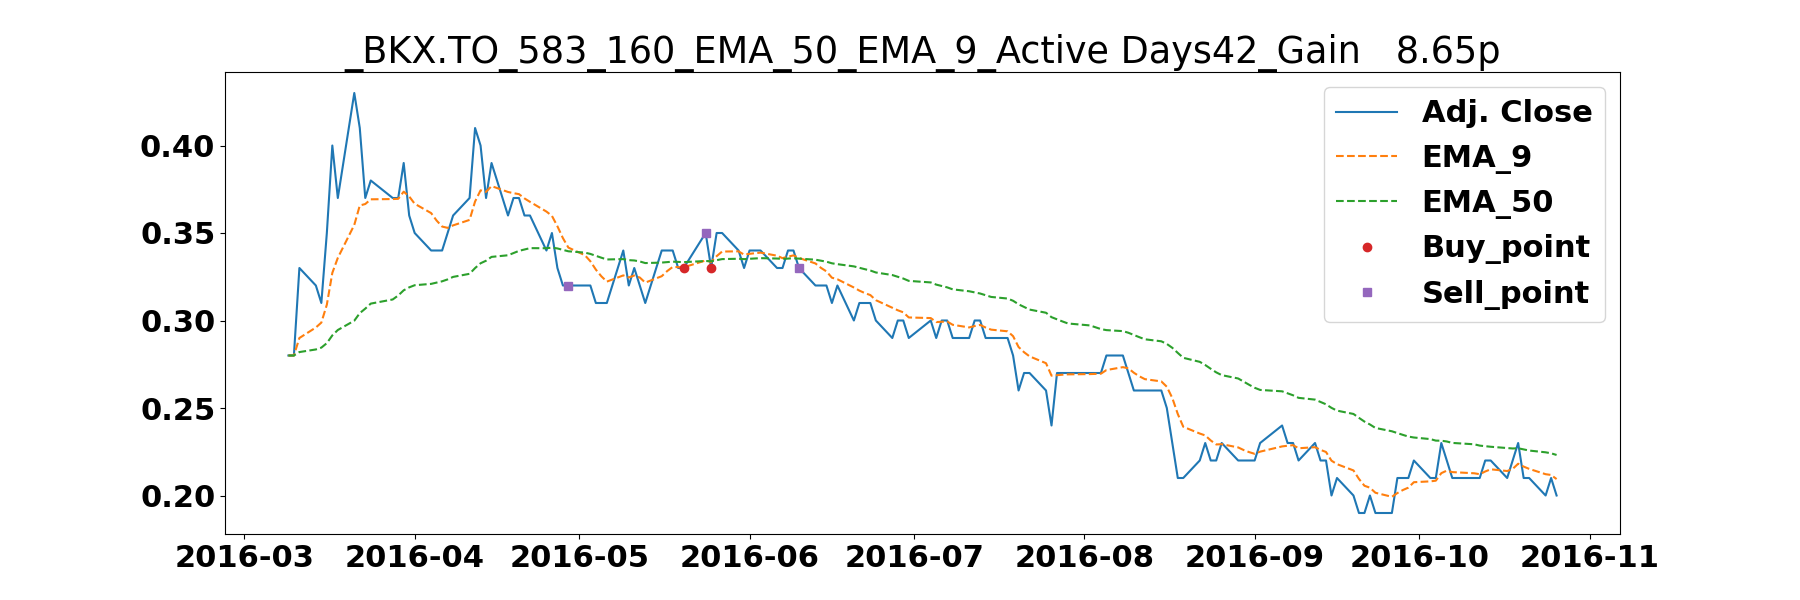 _BKX.TO_583_160_EMA_50_EMA_9_Active Days42_Gain   8.65p
Adj. Close
EMA_9
EMA_50
Buy_point
Sell_point
0.40
0.35
0.30
0.25
0.20
2016-03 2016-04 2016-05 2016-06 2016-07 2016-08 2016-09 2016-10 2016-11